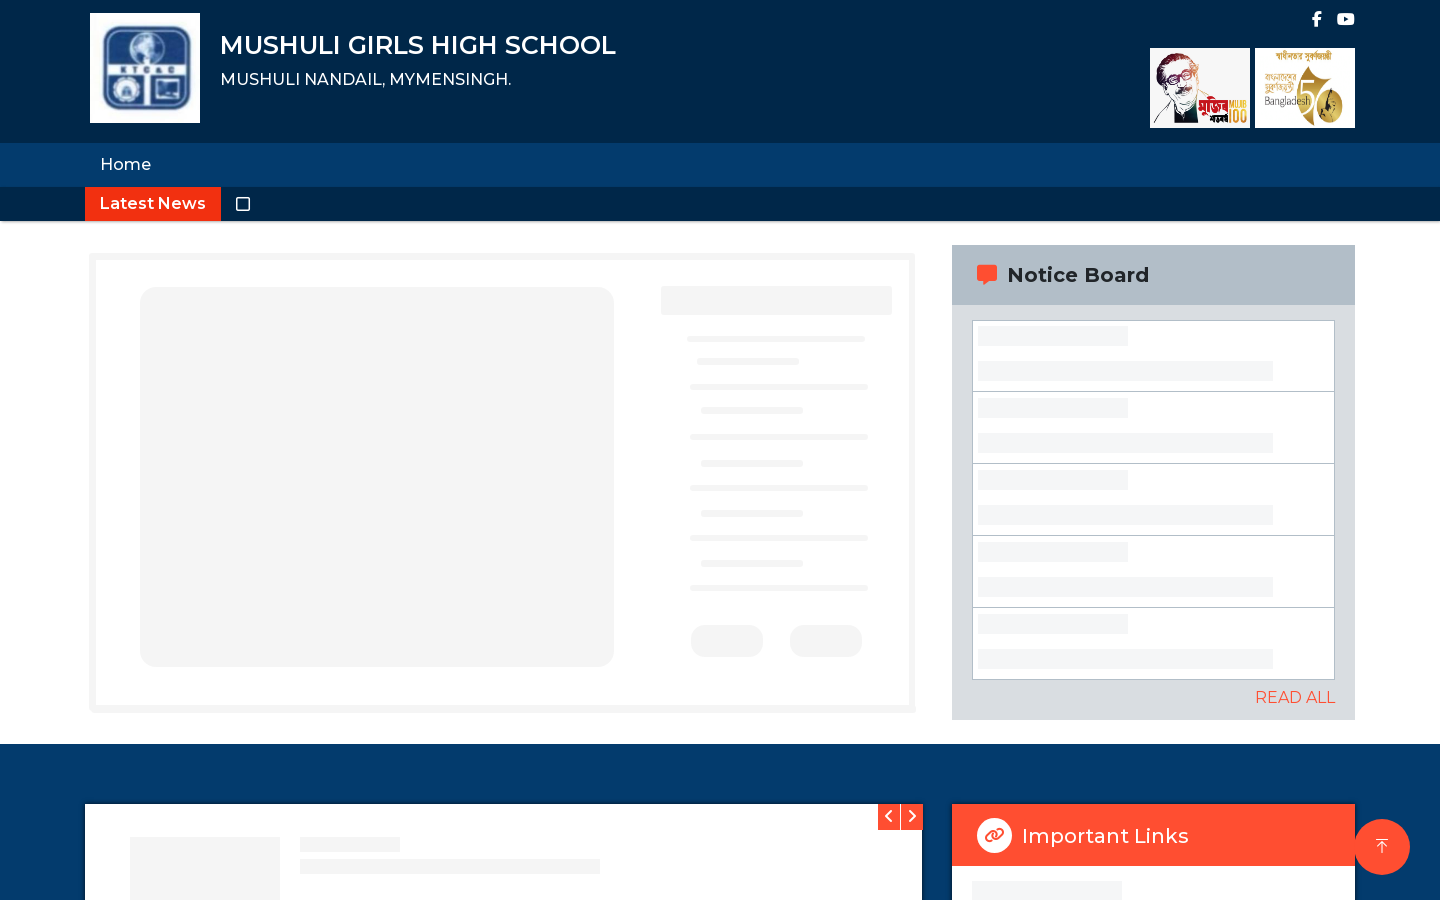 MUSHULI GIRLS HIGH SCHOOL
MUSHULI NANDAIL, MYMENSINGH.
মুজিব
শতবর্ষ
MUJIB
100
স্বাধীনতার সুবর্ণজয়ন্তী
Bangladesh
50
Home
Latest News
Notice Board
READ ALL
Important Links